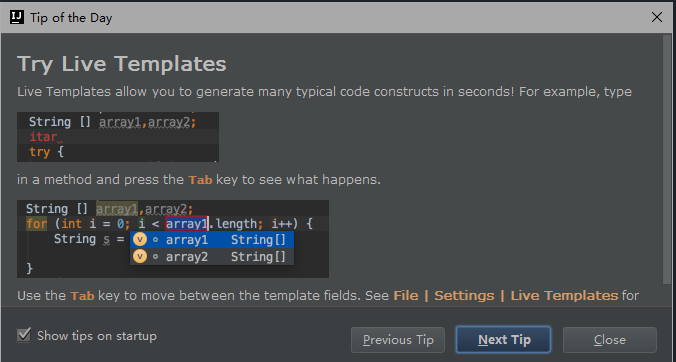 IJ Tip of the Day
Try Live Templates
Live Templates allow you to generate many typical code constructs in seconds! For example, type
String [] array1,array2;
itar_
try {
in a method and press the Tab key to see what happens.
String [] array1,array2;
for (int i = 0; i < array1.length; i++) {
String s =
v array1 String[]
v array2 String[]
}
Use the Tab key to move between the template fields. See File | Settings | Live Templates for
Show tips on startup
Previous Tip
Next Tip
Close